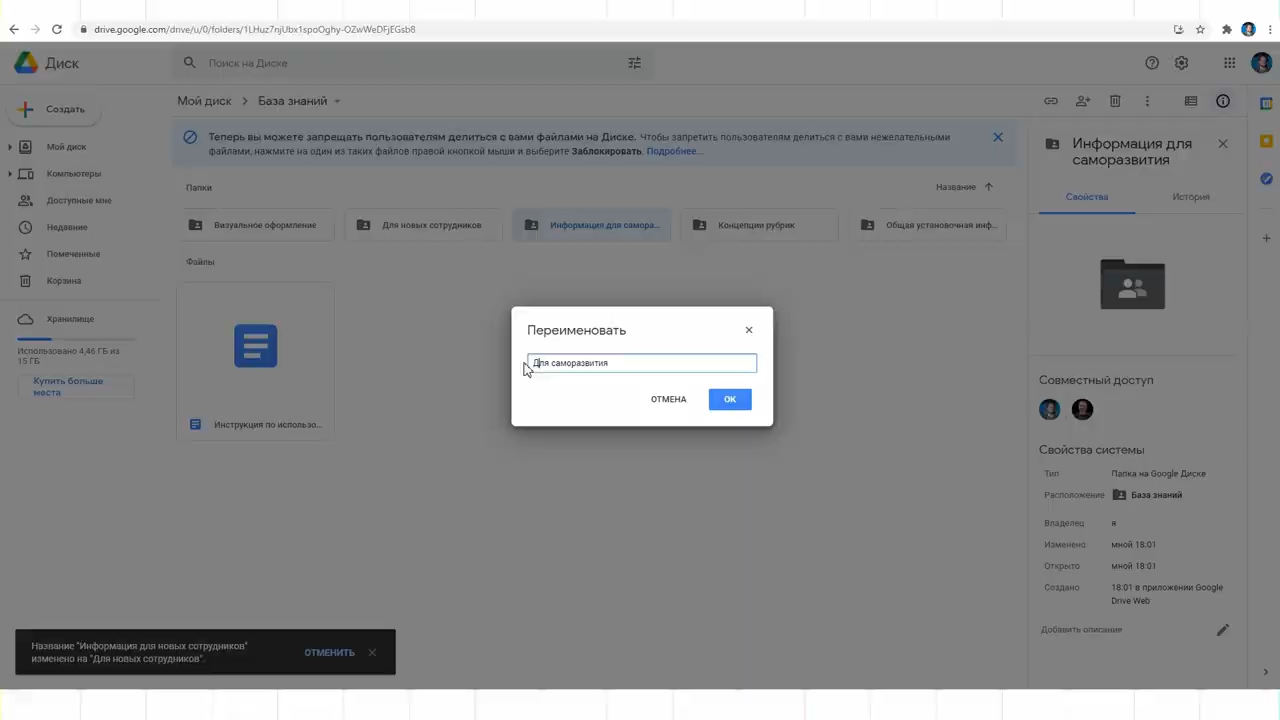 drive.google.com/drive/u/0/folders/1LHuz7njUbx1spoOghy-OZwWeDFjEGsb8
Диск
Поиск на Диске
Создать
Мой диск
База знаний
Теперь вы можете запрещать пользователям делиться с вами файлами на Диске. Чтобы запретить пользователям делиться с вами нежелательными
файлами, нажмите на один из таких файлов правой кнопкой мыши и выберите Заблокировать. Подробнее...
Мой диск
Компьютеры
Доступные мне
Недавние
Помеченные
Корзина
Хранилище
Использовано 4,46 ГБ из
15 ГБ
Купить больше
места
Папки
Название
Визуальное оформление
Для новых сотрудников
Информация для самора...
Концепции рубрик
Общая установочная инф...
Файлы
Инструкция по использо...
Переименовать
Для саморазвития
ОТМЕНА
ОК
Информация для
саморазвития
Свойства
История
Совместный доступ
Свойства системы
Тип
Папка на Google Диске
Расположение
База знаний
Владелец
я
Изменено
мной 18:01
Открыто
мной 18:01
Создано
18:01 в приложении Google
Drive Web
Добавить описание
Название "Информация для новых сотрудников"
изменено на "Для новых сотрудников".
ОТМЕНИТЬ